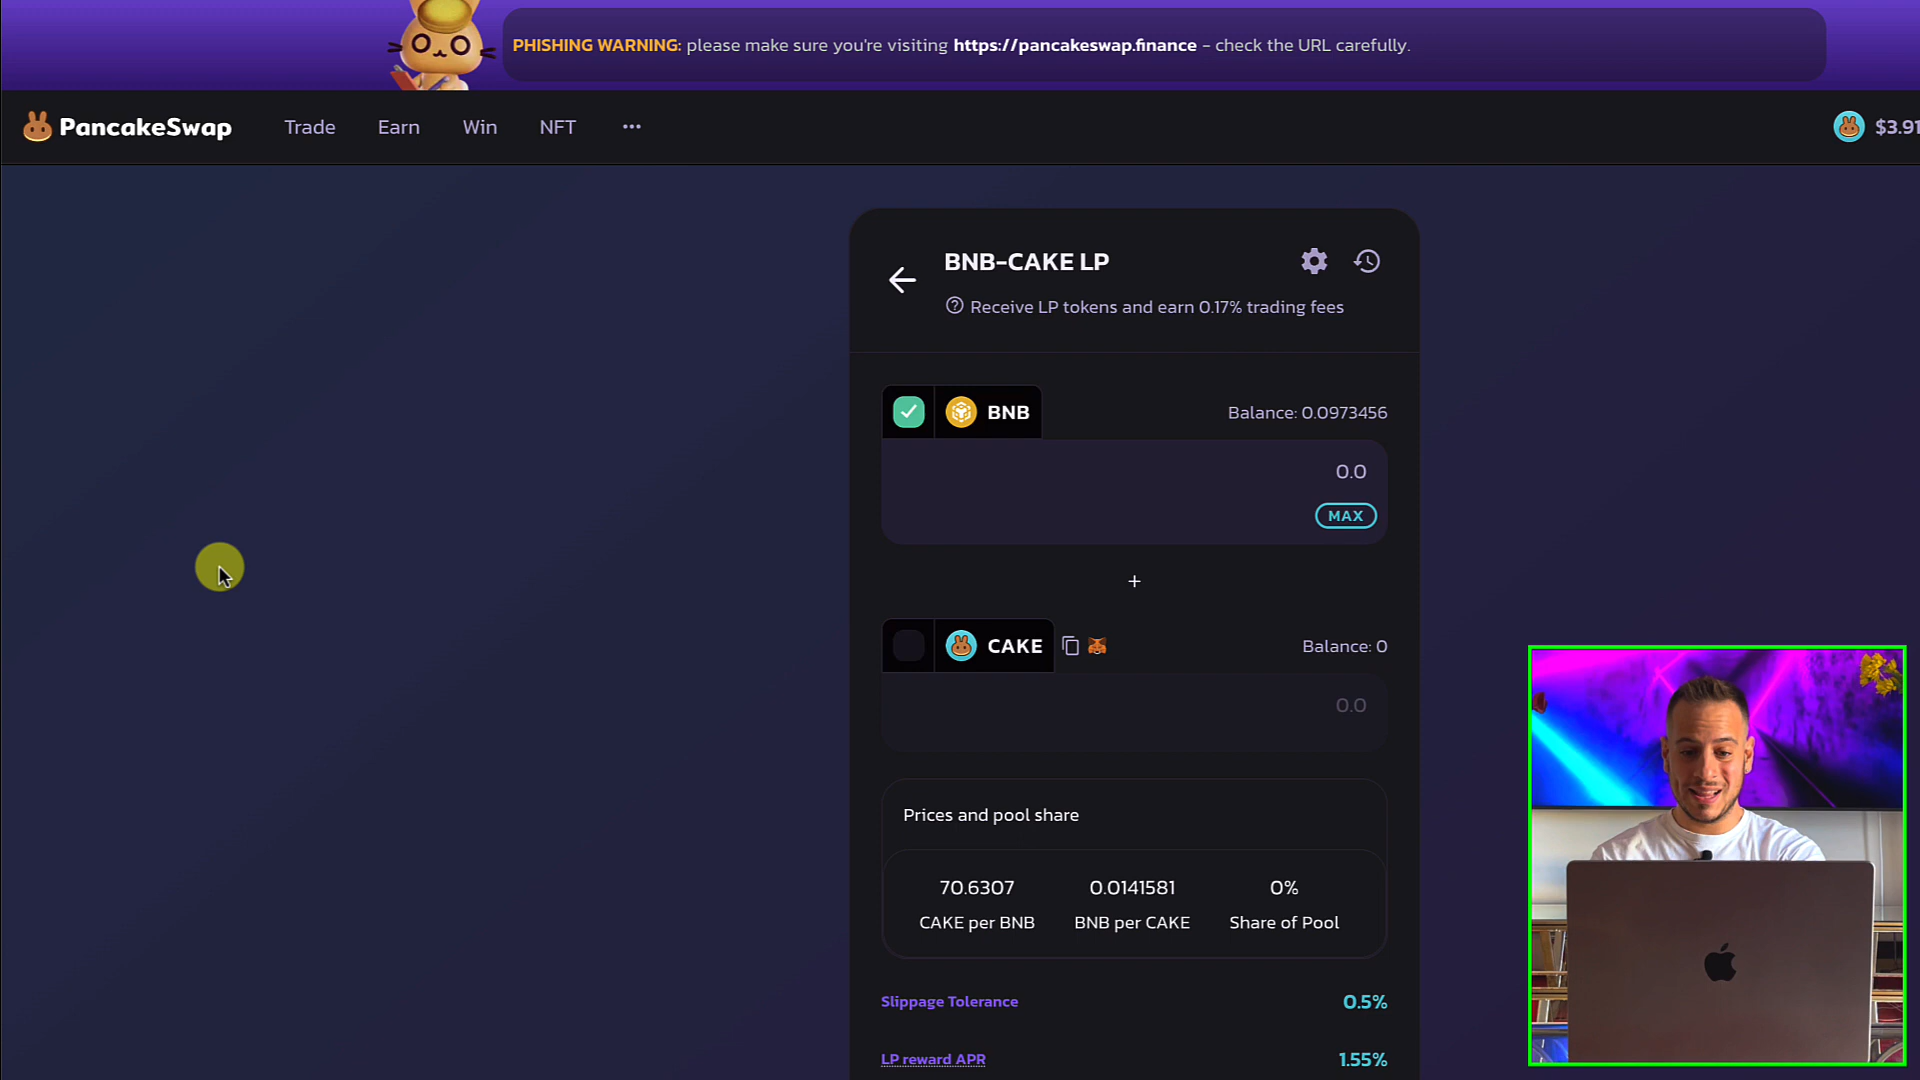 PHISHING WARNING: please make sure you're visiting https://pancakeswap.finance - check the URL carefully.
PancakeSwap Trade Earn Win NFT ... $3.91
BNB-CAKE LP
Receive LP tokens and earn 0.17% trading fees
BNB Balance: 0.0973456
0.0
MAX
+
CAKE Balance: 0
0.0
Prices and pool share
70.6307 0.0141581 0%
CAKE per BNB BNB per CAKE Share of Pool
Slippage Tolerance 0.5%
LP reward APR 1.55%